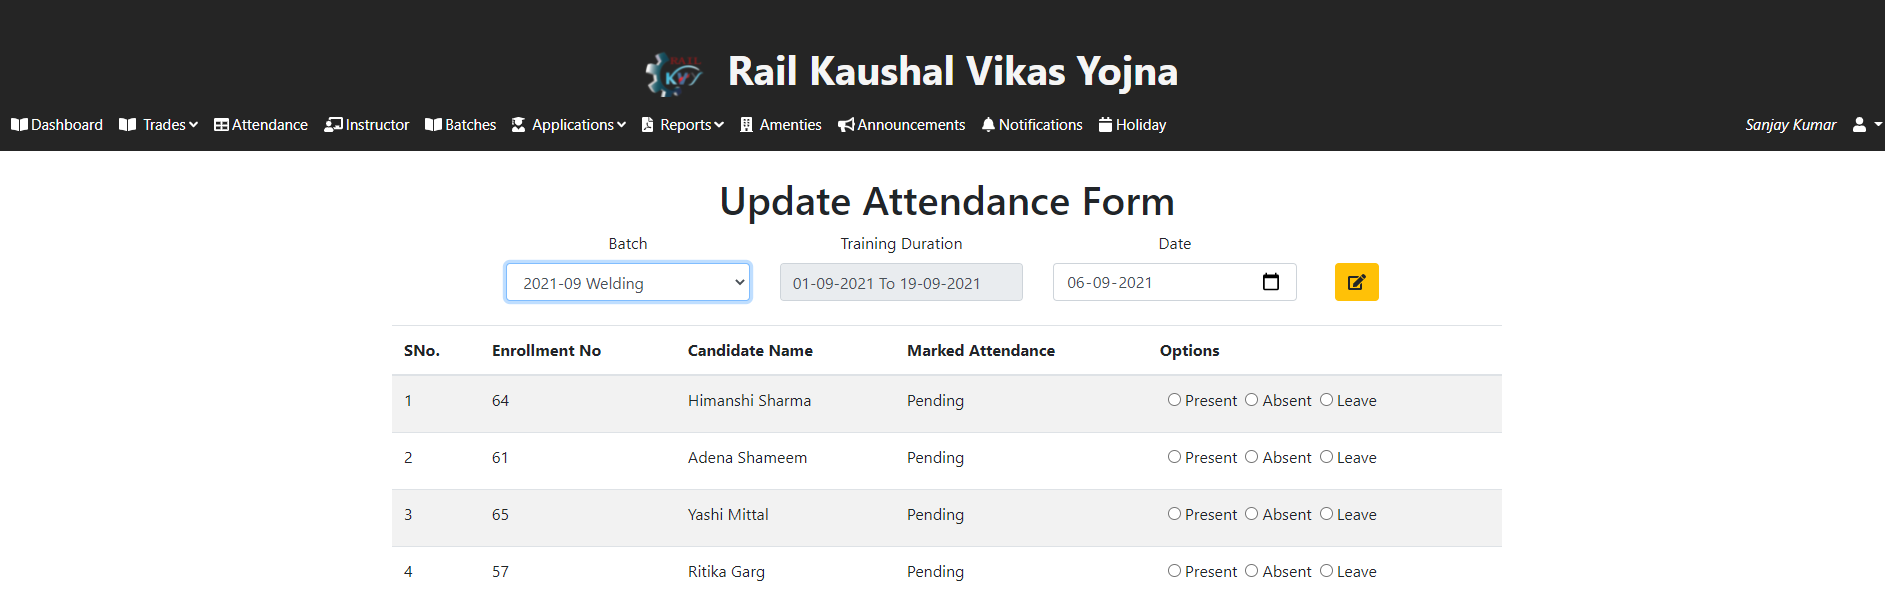 RAIL
KVY
Rail Kaushal Vikas Yojna
Dashboard Trades Attendance Instructor Batches Applications Reports Amenties Announcements Notifications Holiday Sanjay Kumar
Update Attendance Form
Batch Training Duration Date
2021-09 Welding 01-09-2021 To 19-09-2021 06-09-2021
SNo. Enrollment No Candidate Name Marked Attendance Options
1 64 Himanshi Sharma Pending Present Absent Leave
2 61 Adena Shameem Pending Present Absent Leave
3 65 Yashi Mittal Pending Present Absent Leave
4 57 Ritika Garg Pending Present Absent Leave